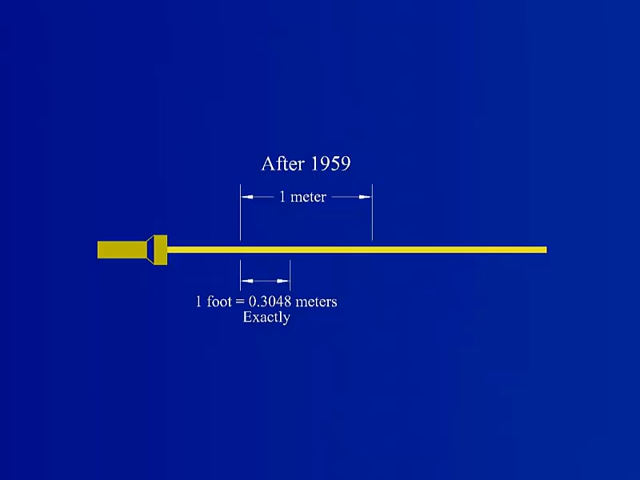 After 1959
1 meter
1 foot = 0.3048 meters
Exactly